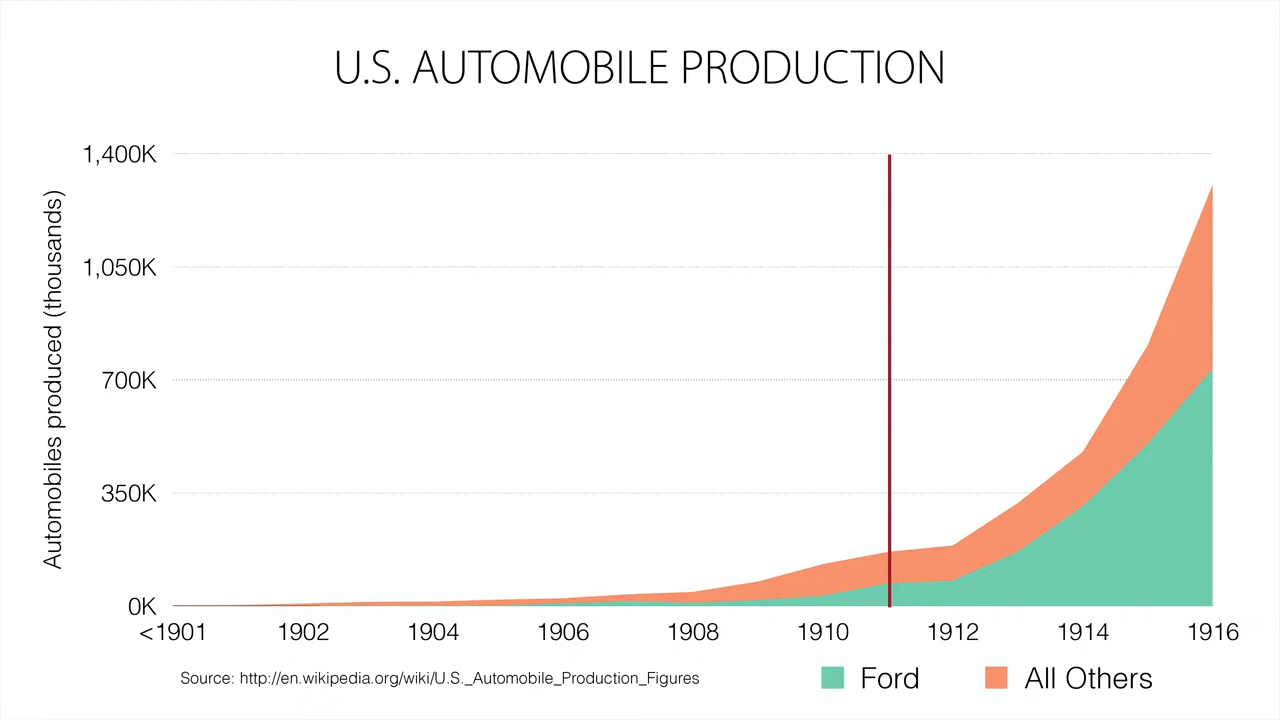 U.S. AUTOMOBILE PRODUCTION
Automobiles produced (thousands)
1,400K
1,050K
700K
350K
0K
<1901 1902 1904 1906 1908 1910 1912 1914 1916
Source: http://en.wikipedia.org/wiki/U.S._Automobile_Production_Figures
Ford All Others